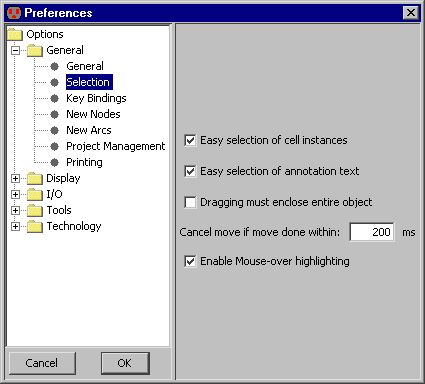 Preferences
Options
General
General
Selection
Key Bindings
New Nodes
New Arcs
Project Management
Printing
Display
I/O
Tools
Technology
Cancel
OK
Easy selection of cell instances
Easy selection of annotation text
Dragging must enclose entire object
Cancel move if move done within: 200 ms
Enable Mouse-over highlighting